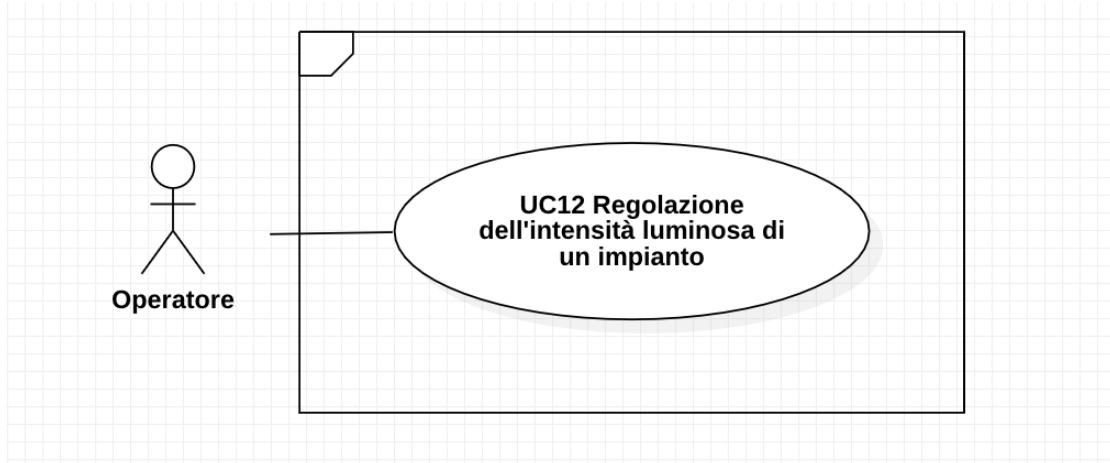 UC12 Regolazione
dell'intensità luminosa di
un impianto
Operatore